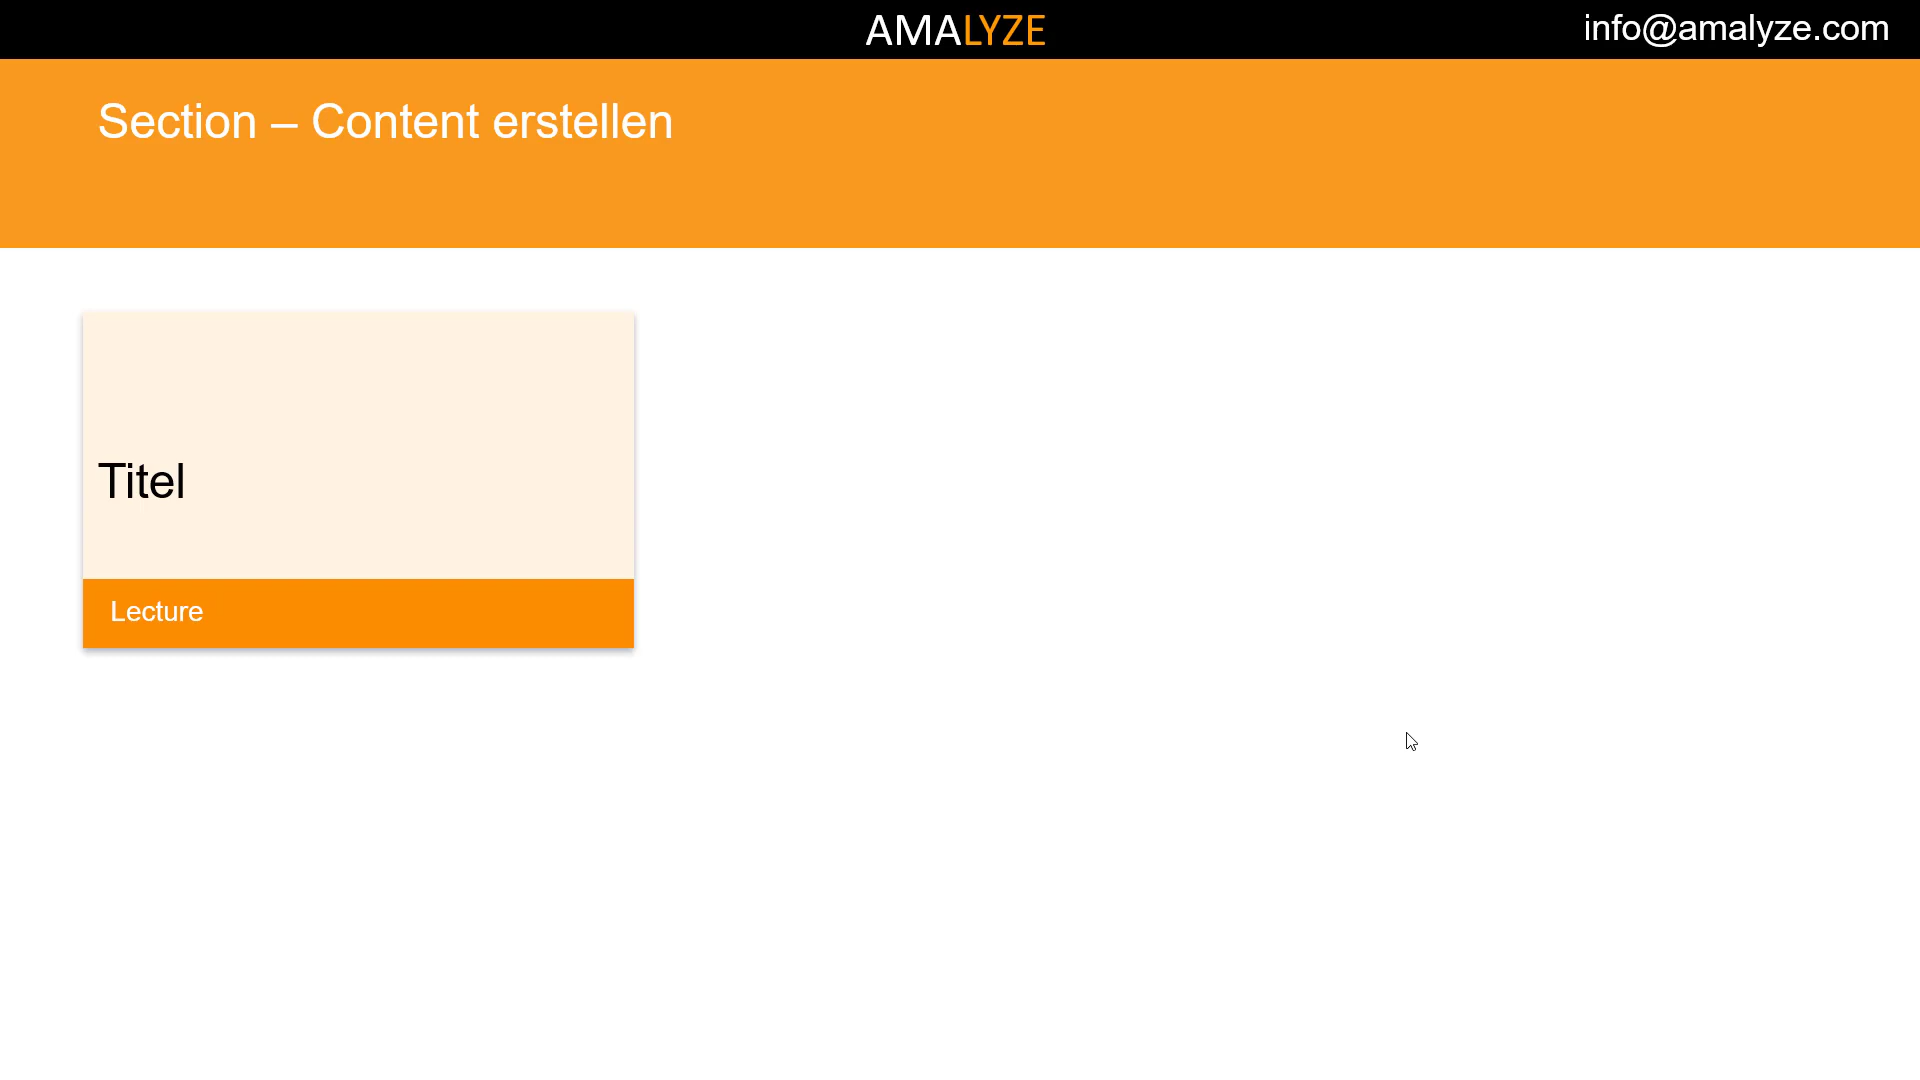 AMALYZE
info@amalyze.com
Section – Content erstellen
Titel
Lecture